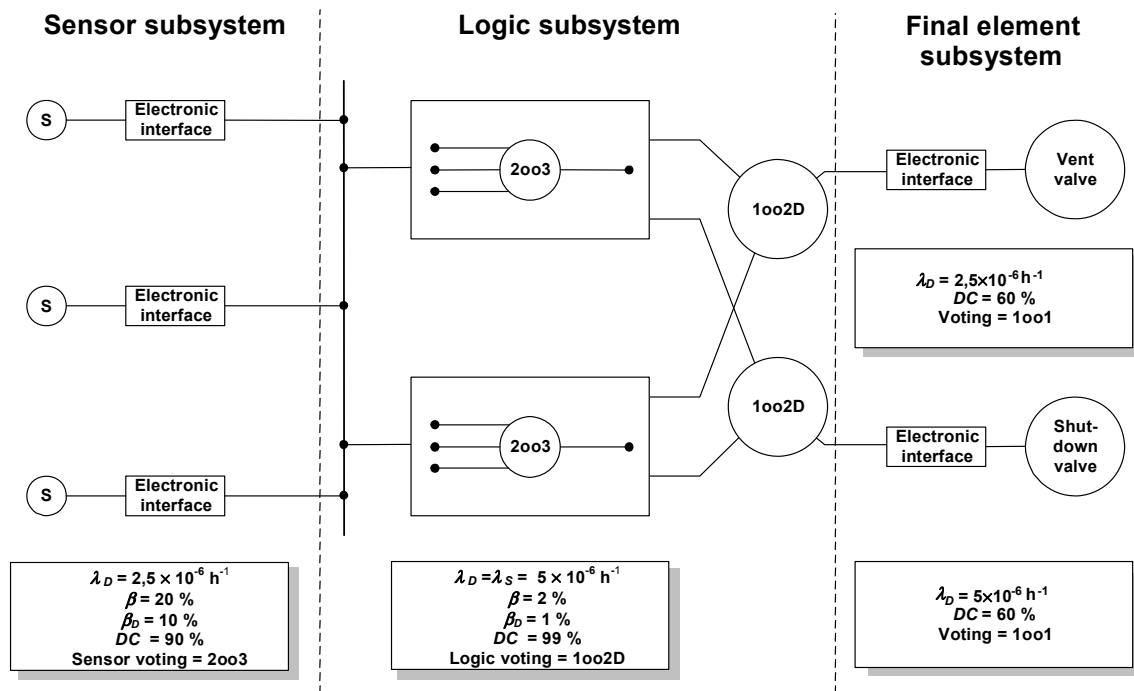 Sensor subsystem
Logic subsystem
Final element
subsystem
S
Electronic
interface
S
Electronic
interface
S
Electronic
interface
2oo3
2oo3
1oo2D
1oo2D
Electronic
interface
Vent
valve
Electronic
interface
Shut-
down
valve
λD = 2,5 × 10-6 h-1
β = 20 %
βD = 10 %
DC = 90 %
Sensor voting = 2oo3
λD =λS = 5 ×10-6 h-1
β = 2 %
βD = 1 %
DC = 99 %
Logic voting = 1oo2D
λD = 2,5×10-6 h-1
DC = 60 %
Voting = 1oo1
λD = 5×10-6 h-1
DC = 60 %
Voting = 1oo1